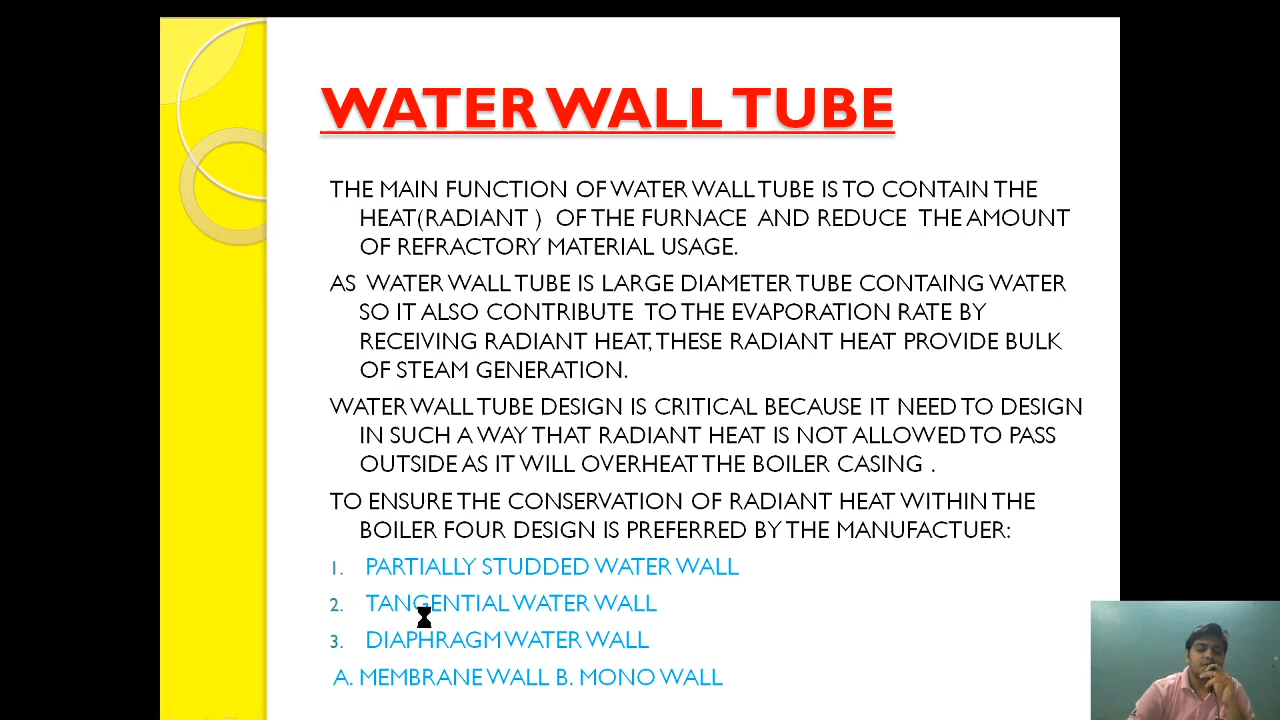 WATER WALL TUBE
THE MAIN FUNCTION OF WATER WALL TUBE IS TO CONTAIN THE
HEAT(RADIANT ) OF THE FURNACE AND REDUCE THE AMOUNT
OF REFRACTORY MATERIAL USAGE.
AS WATER WALL TUBE IS LARGE DIAMETER TUBE CONTAING WATER
SO IT ALSO CONTRIBUTE TO THE EVAPORATION RATE BY
RECEIVING RADIANT HEAT, THESE RADIANT HEAT PROVIDE BULK
OF STEAM GENERATION.
WATER WALL TUBE DESIGN IS CRITICAL BECAUSE IT NEED TO DESIGN
IN SUCH A WAY THAT RADIANT HEAT IS NOT ALLOWED TO PASS
OUTSIDE AS IT WILL OVERHEAT THE BOILER CASING .
TO ENSURE THE CONSERVATION OF RADIANT HEAT WITHIN THE
BOILER FOUR DESIGN IS PREFERRED BY THE MANUFACTUER:
1. PARTIALLY STUDDED WATER WALL
2. TANGENTIAL WATER WALL
3. DIAPHRAGM WATER WALL
A. MEMBRANE WALL B. MONO WALL